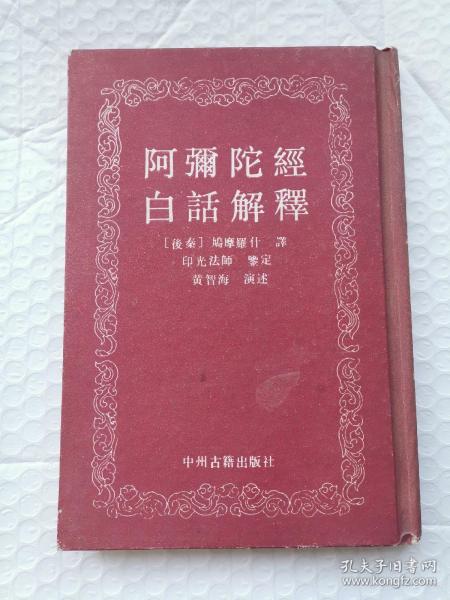 阿彌陀經
白話解釋
［後秦］鳩摩羅什 譯
印光法師 鑒定
黃智海 演述
中州古籍出版社
孔夫子旧书网
www.kongfz.com